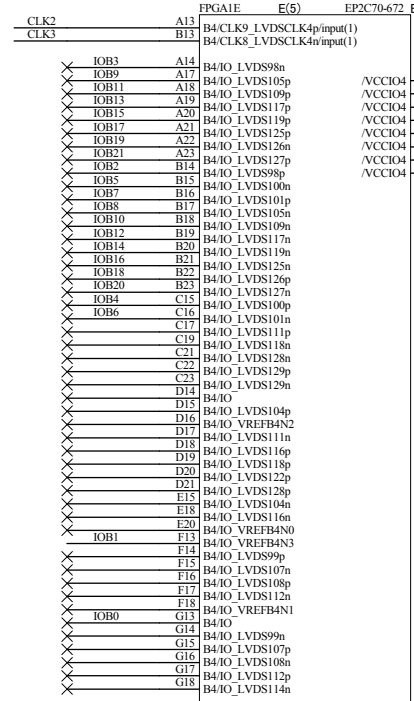 FPGA1E E(5) EP2C70-672
CLK2 A13 B4/CLK9_LVDSCLK4p/input(1)
CLK3 B13 B4/CLK8_LVDSCLK4n/input(1)
IOB3 A14 B4/IO_LVDS98n
IOB9 A17 B4/IO_LVDS105p /VCCIO4
IOB11 A18 B4/IO_LVDS109p /VCCIO4
IOB13 A19 B4/IO_LVDS117p /VCCIO4
IOB15 A20 B4/IO_LVDS119p /VCCIO4
IOB17 A21 B4/IO_LVDS125p /VCCIO4
IOB19 A22 B4/IO_LVDS126n /VCCIO4
IOB21 A23 B4/IO_LVDS127p /VCCIO4
IOB2 B14 B4/IO_LVDS98p /VCCIO4
IOB5 B15 B4/IO_LVDS100n
IOB7 B16 B4/IO_LVDS101p
IOB8 B17 B4/IO_LVDS105n
IOB10 B18 B4/IO_LVDS109n
IOB12 B19 B4/IO_LVDS117n
IOB14 B20 B4/IO_LVDS119n
IOB16 B21 B4/IO_LVDS125n
IOB18 B22 B4/IO_LVDS126p
IOB20 B23 B4/IO_LVDS127n
IOB4 C15 B4/IO_LVDS100p
IOB6 C16 B4/IO_LVDS101n
C17 B4/IO_LVDS111p
C19 B4/IO_LVDS118n
C21 B4/IO_LVDS128n
C22 B4/IO_LVDS129p
C23 B4/IO_LVDS129n
D14 B4/IO
D15 B4/IO_LVDS104p
D16 B4/IO_VREFB4N2
D17 B4/IO_LVDS111n
D18 B4/IO_LVDS116p
D19 B4/IO_LVDS118p
D20 B4/IO_LVDS122p
D21 B4/IO_LVDS128p
E15 B4/IO_LVDS104n
E18 B4/IO_LVDS116n
E20 B4/IO_VREFB4N0
IOB1 F13 B4/IO_VREFB4N3
F14 B4/IO_LVDS99p
F15 B4/IO_LVDS107n
F16 B4/IO_LVDS108p
F17 B4/IO_LVDS112n
F18 B4/IO_VREFB4N1
IOB0 G13 B4/IO
G14 B4/IO_LVDS99n
G15 B4/IO_LVDS107p
G16 B4/IO_LVDS108n
G17 B4/IO_LVDS112p
G18 B4/IO_LVDS114n